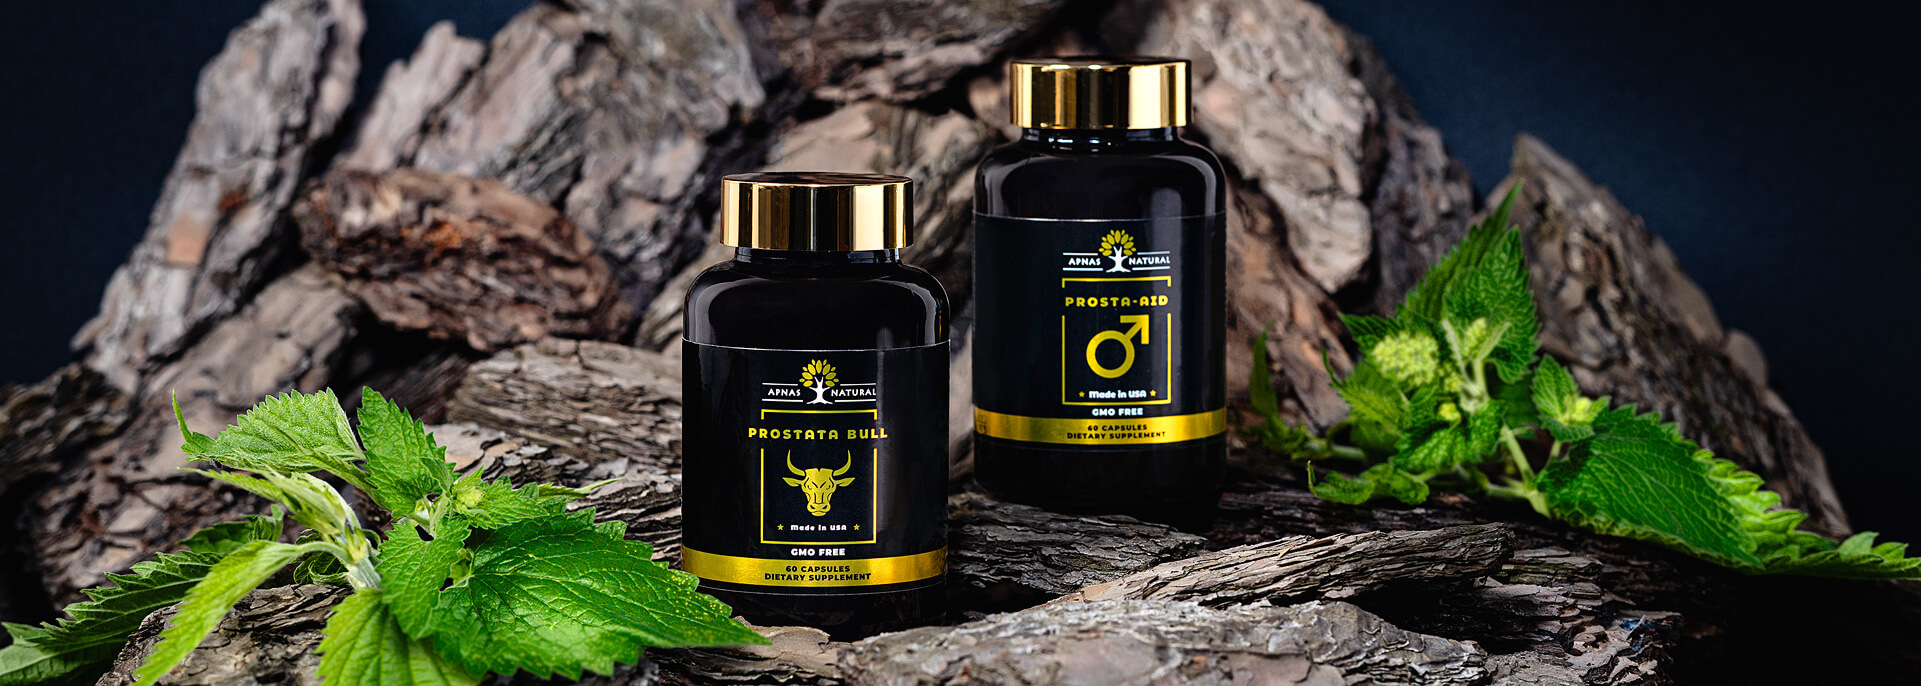 APNAS NATURAL
PROSTATA BULL
Made in USA
GMO FREE
60 CAPSULES
DIETARY SUPPLEMENT
APNAS NATURAL
PROSTA-AID
Made in USA
GMO FREE
60 CAPSULES
DIETARY SUPPLEMENT